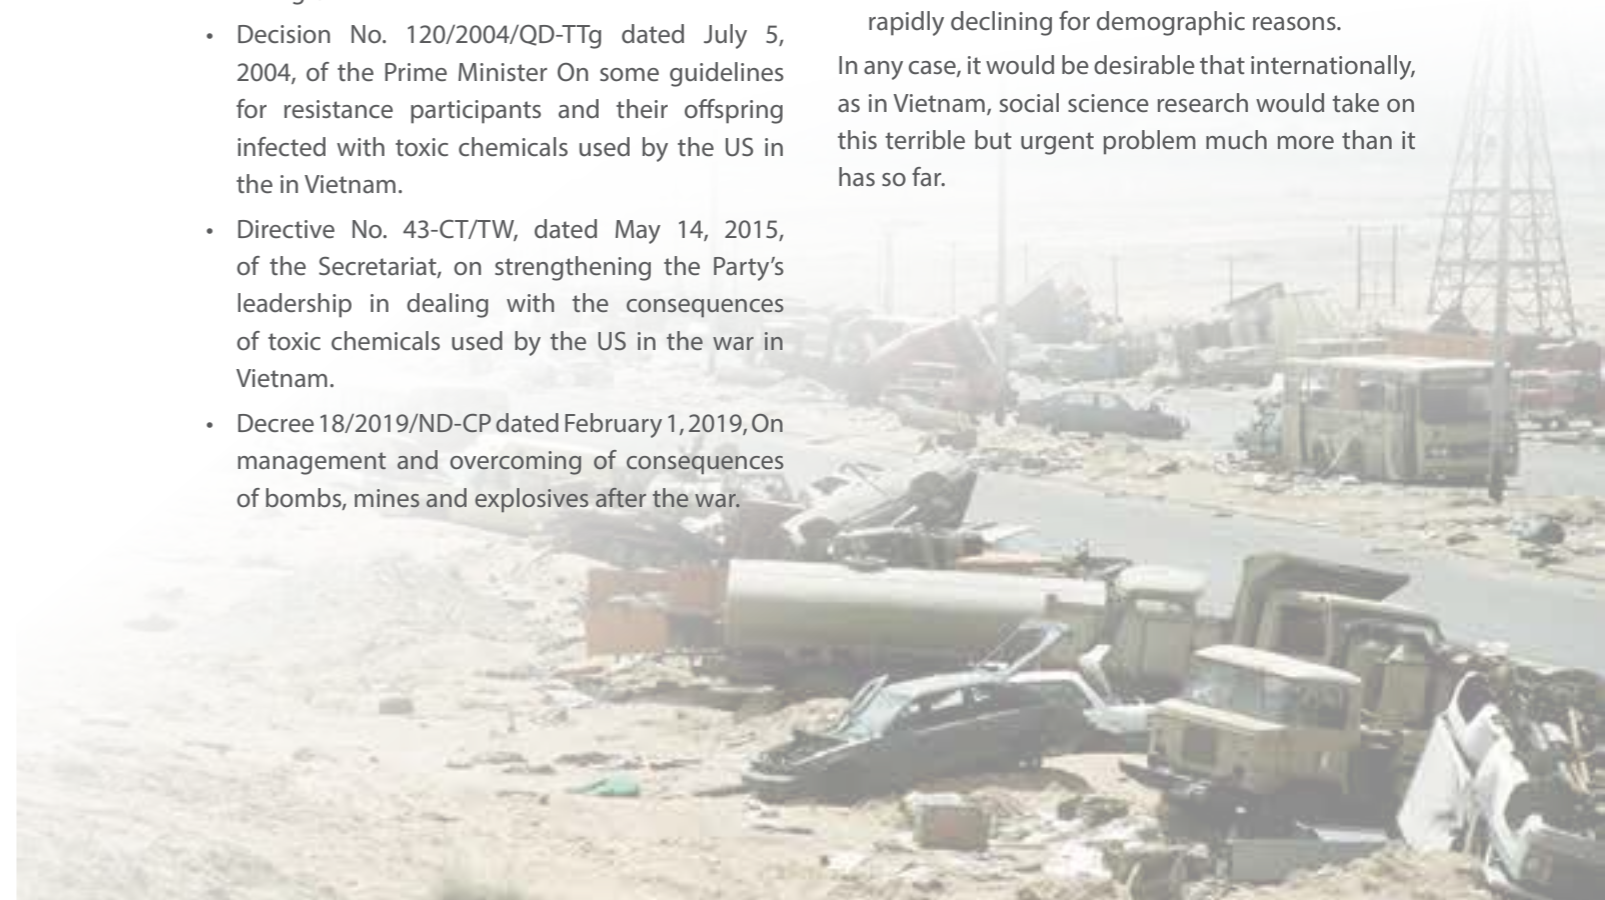 • Decision No. 120/2004/QD-TTg dated July 5,
2004, of the Prime Minister On some guidelines
for resistance participants and their offspring
infected with toxic chemicals used by the US in
the in Vietnam.
• Directive No. 43-CT/TW, dated May 14, 2015,
of the Secretariat, on strengthening the Party’s
leadership in dealing with the consequences
of toxic chemicals used by the US in the war in
Vietnam.
• Decree 18/2019/ND-CP dated February 1, 2019, On
management and overcoming of consequences
of bombs, mines and explosives after the war.
rapidly declining for demographic reasons.
In any case, it would be desirable that internationally,
as in Vietnam, social science research would take on
this terrible but urgent problem much more than it
has so far.